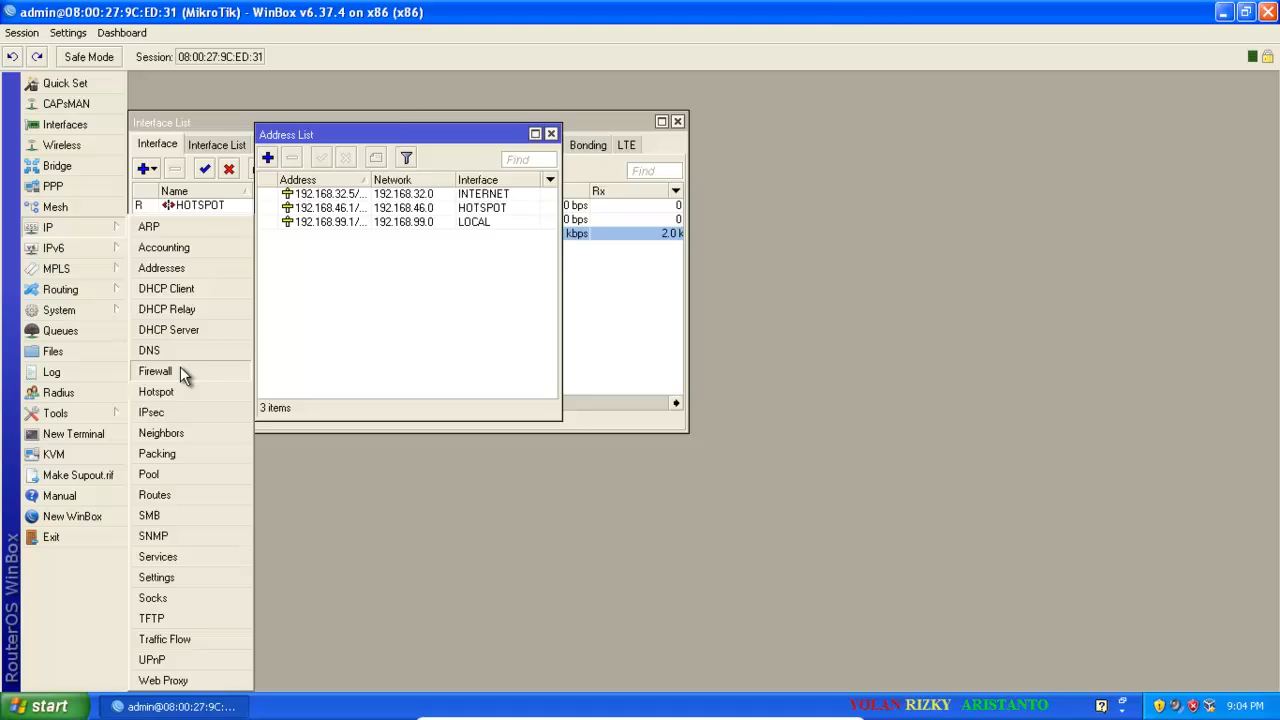 admin@08:00:27:9C:ED:31 (MikroTik) - WinBox v6.37.4 on x86 (x86)
Session Settings Dashboard
Safe Mode Session: 08:00:27:9C:ED:31
RouterOS WinBox
Quick Set
CAPsMAN
Interfaces
Wireless
Bridge
PPP
Mesh
IP
IPv6
MPLS
Routing
System
Queues
Files
Log
Radius
Tools
New Terminal
KVM
Make Supout.rif
Manual
New WinBox
Exit
Interface List
Interface Interface List Bonding LTE
Find
Name Rx
R HOTSPOT 0 bps 0
0 bps 0
kbps 2.0 k
ARP
Accounting
Addresses
DHCP Client
DHCP Relay
DHCP Server
DNS
Firewall
Hotspot
IPsec
Neighbors
Packing
Pool
Routes
SMB
SNMP
Services
Settings
Socks
TFTP
Traffic Flow
UPnP
Web Proxy
Address List
Find
Address Network Interface
192.168.32.5/... 192.168.32.0 INTERNET
192.168.46.1/... 192.168.46.0 HOTSPOT
192.168.99.1/... 192.168.99.0 LOCAL
3 items
start admin@08:00:27:9C:... YOLAN RIZKY ARISTANTO 9:04 PM